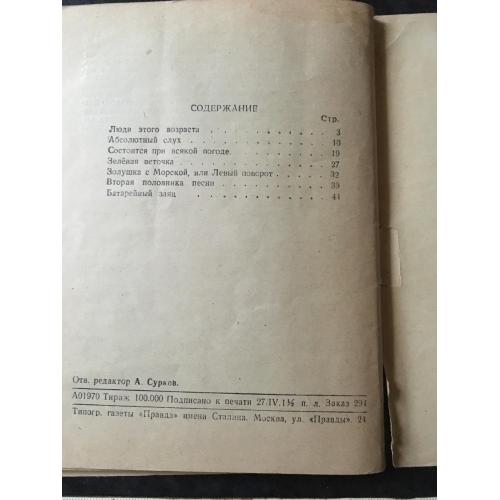 СОДЕРЖАНИЕ
Стр.
Люди этого возраста . . . . . . . . . . 3
Абсолютный слух . . . . . . . . . . 10
Состоится при всякой погоде. . . . . . . . 19
Зелёная веточка . . . . . . . . . . 27
Золушка с Морской, или Левый поворот . . . . . 32
Вторая половинка песни . . . . . . . . . 39
Батарейный заяц . . . . . . . . . . 44
Отв. редактор А. Сурков.
А01970 Тираж 100.000 Подписано к печати 27/IV. 1½ п. л. Заказ 294
Типогр. газеты «Правда» имени Сталина. Москва, ул. «Правды». 24